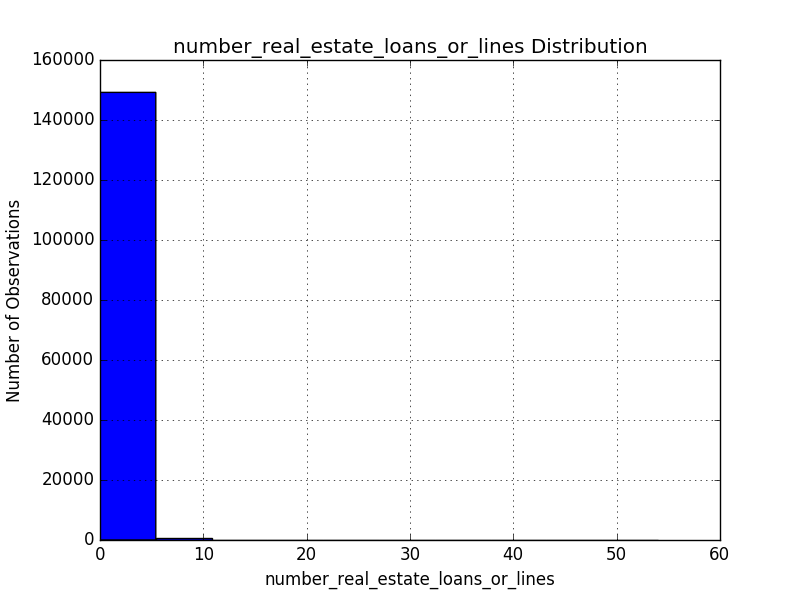 number_real_estate_loans_or_lines Distribution
160000
140000
120000
100000
80000
60000
40000
20000
0
Number of Observations
0 10 20 30 40 50 60
number_real_estate_loans_or_lines